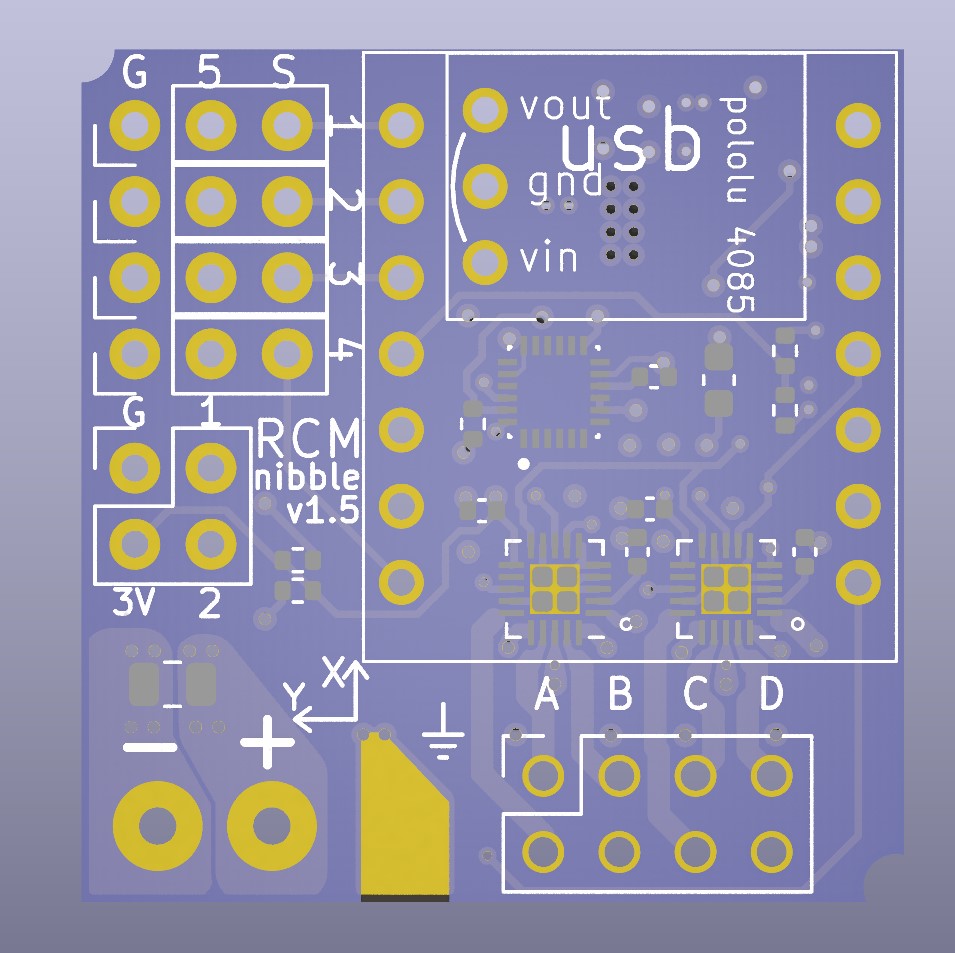 G 5 S
1
2
3
4
G 1
3V 2
RCM
nibble
v1.5
vout
usb
gnd
vin
pololu 4085
X
Y
A B C D
− +